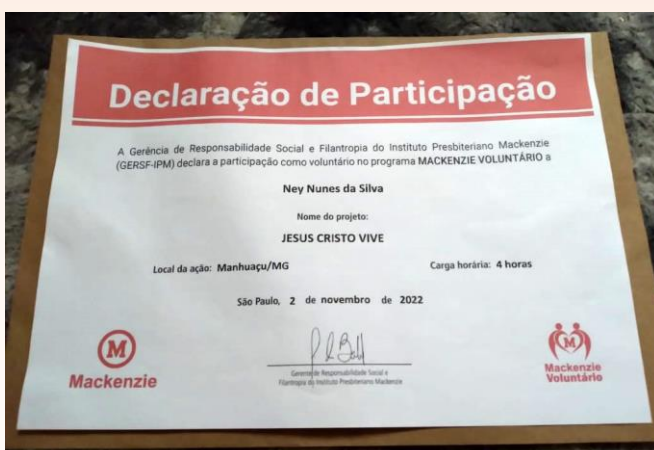 Declaração de Participação
A Gerência de Responsabilidade Social e Filantropia do Instituto Presbiteriano Mackenzie
(GERSF-IPM) declara a participação como voluntário no programa MACKENZIE VOLUNTÁRIO a
Ney Nunes da Silva
Nome do projeto:
JESUS CRISTO VIVE
Local da ação: Manhuaçu/MG Carga horária: 4 horas
São Paulo, 2 de novembro de 2022
Gerente de Responsabilidade Social e
Filantropia do Instituto Presbiteriano Mackenzie
M
Mackenzie
M
Mackenzie
Voluntário